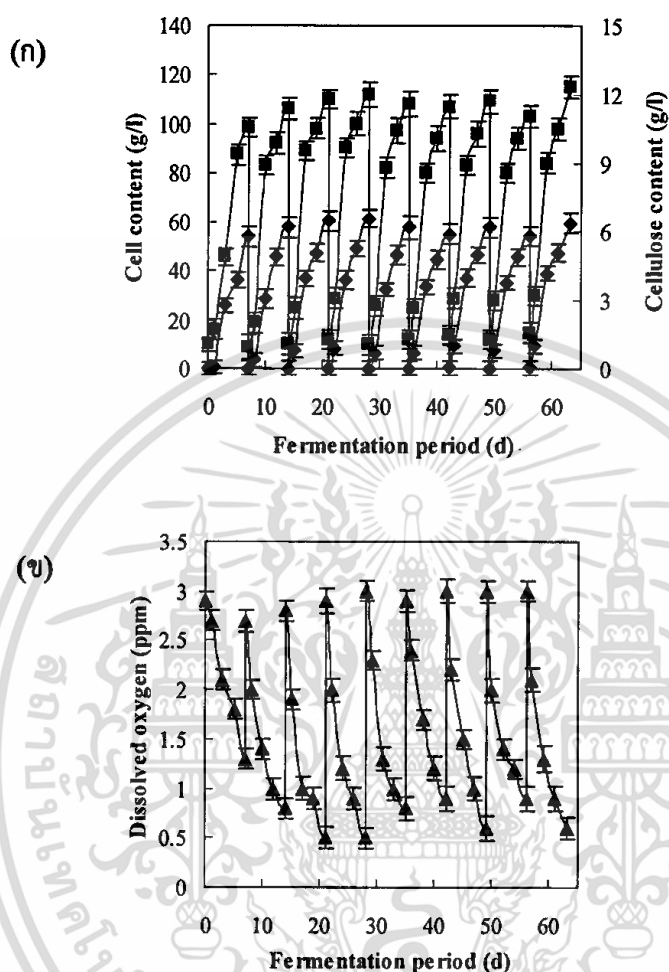 (ก)
140
120
100
80
60
40
20
0
Cell content (g/l)
15
12
9
6
3
0
Cellulose content (g/l)
0 10 20 30 40 50 60
Fermentation period (d)
(ข)
3.5
3
2.5
2
1.5
1
0.5
0
Dissolved oxygen (ppm)
0 10 20 30 40 50 60
Fermentation period (d)